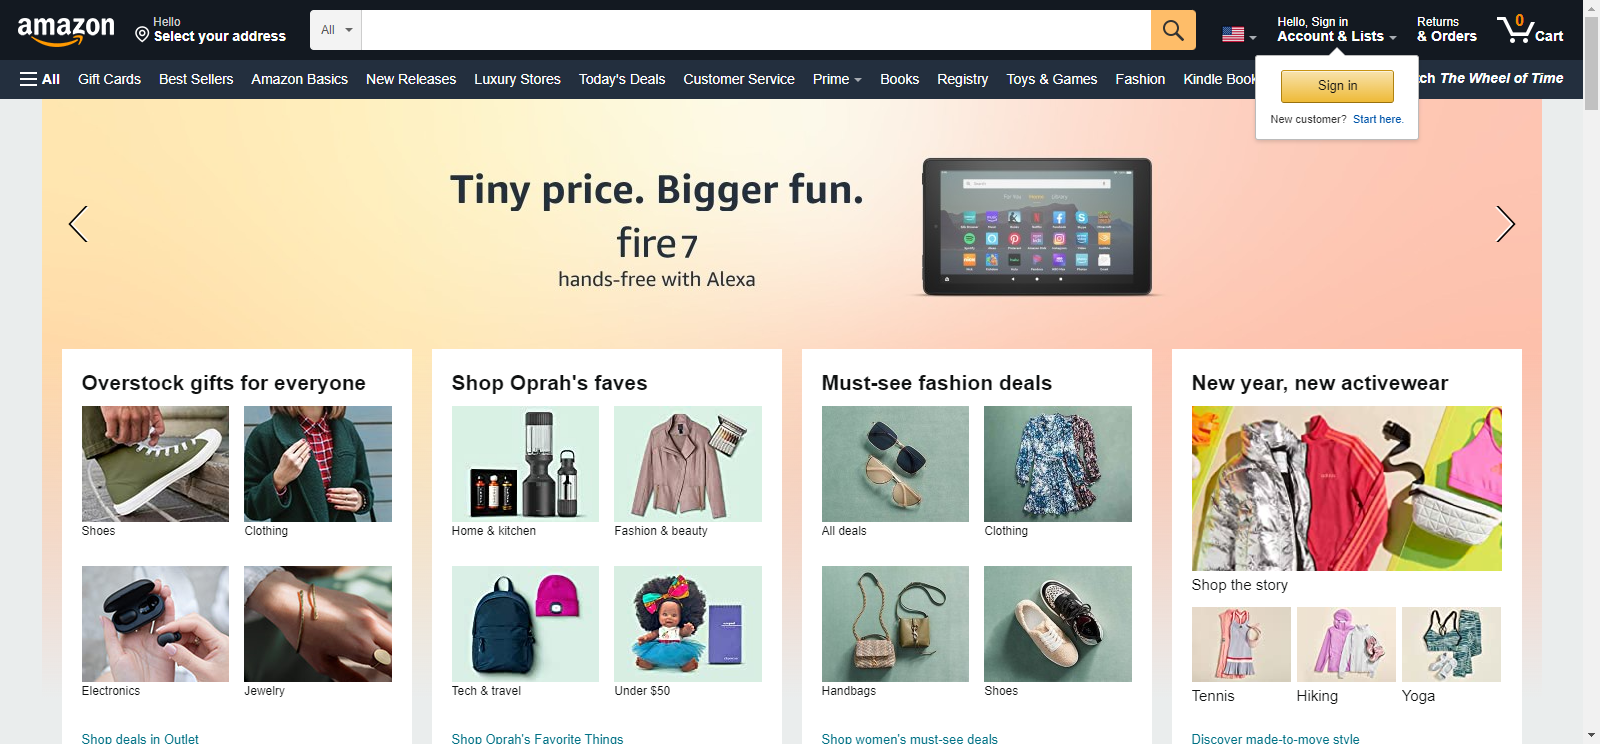 amazon
Hello
Select your address
All
Hello, Sign in
Account & Lists
Returns
& Orders
0
Cart
All
Gift Cards
Best Sellers
Amazon Basics
New Releases
Luxury Stores
Today's Deals
Customer Service
Prime
Books
Registry
Toys & Games
Fashion
Kindle Book
tch The Wheel of Time
Sign in
New customer? Start here.
Tiny price. Bigger fun.
fire 7
hands-free with Alexa
Overstock gifts for everyone
Shoes
Clothing
Electronics
Jewelry
Shop deals in Outlet
Shop Oprah's faves
Home & kitchen
Fashion & beauty
Tech & travel
Under $50
Shop Oprah's Favorite Things
Must-see fashion deals
All deals
Clothing
Handbags
Shoes
Shop women's must-see deals
New year, new activewear
Shop the story
Tennis
Hiking
Yoga
Discover made-to-move style